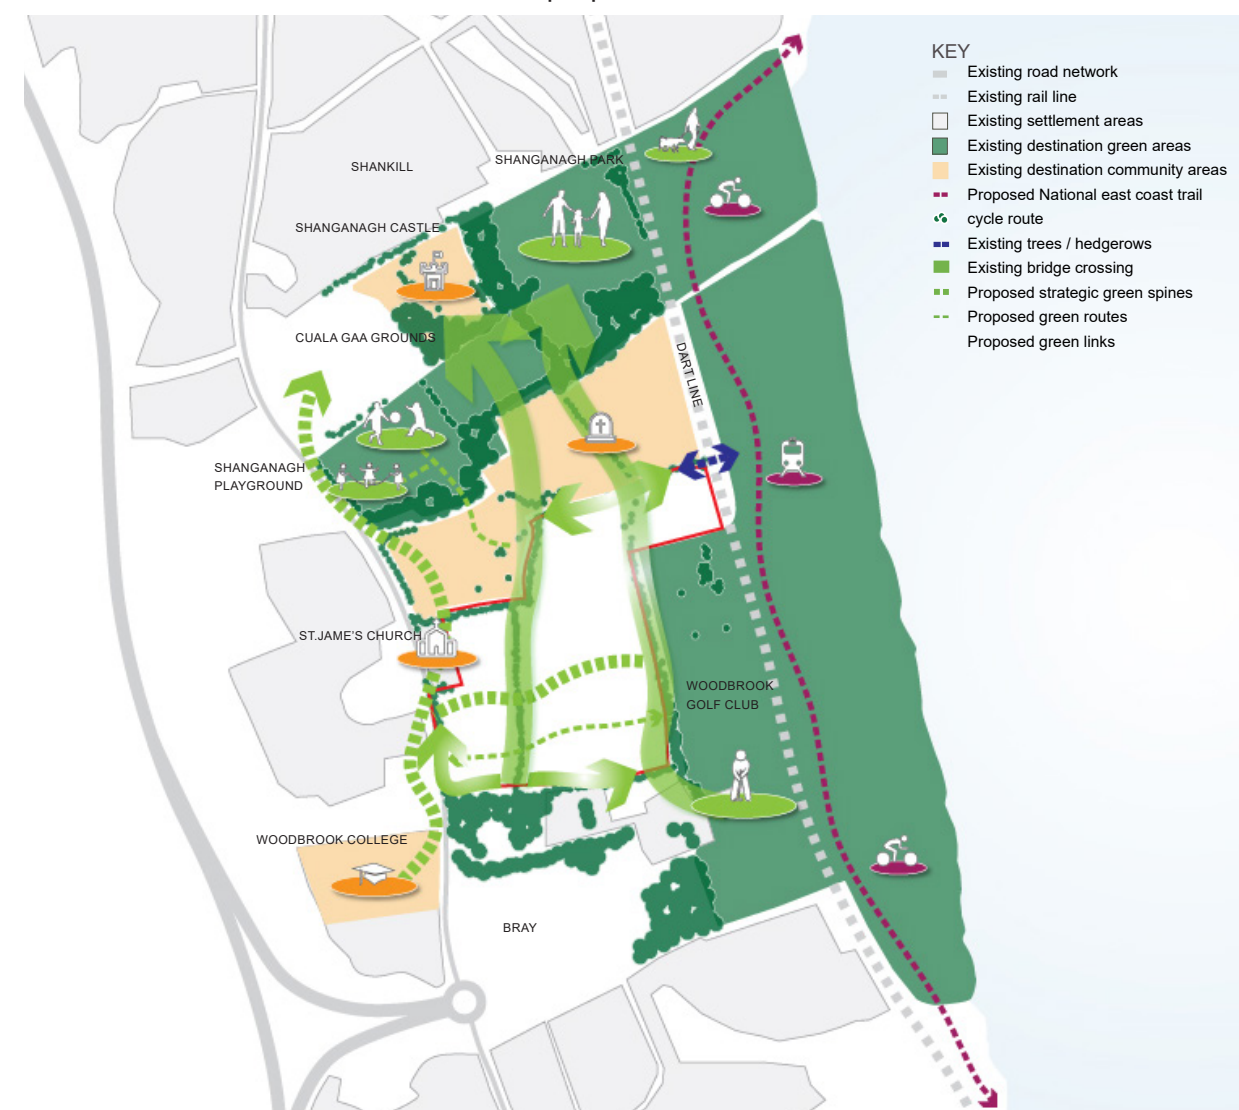 KEY
Existing road network
Existing rail line
Existing settlement areas
Existing destination green areas
Existing destination community areas
Proposed National east coast trail
cycle route
Existing trees / hedgerows
Existing bridge crossing
Proposed strategic green spines
Proposed green routes
Proposed green links
SHANKILL
SHANGANAGH PARK
SHANGANAGH CASTLE
CUALA GAA GROUNDS
DART LINE
SHANGANAGH
PLAYGROUND
ST.JAME'S CHURCH
WOODBROOK
GOLF CLUB
WOODBROOK COLLEGE
BRAY